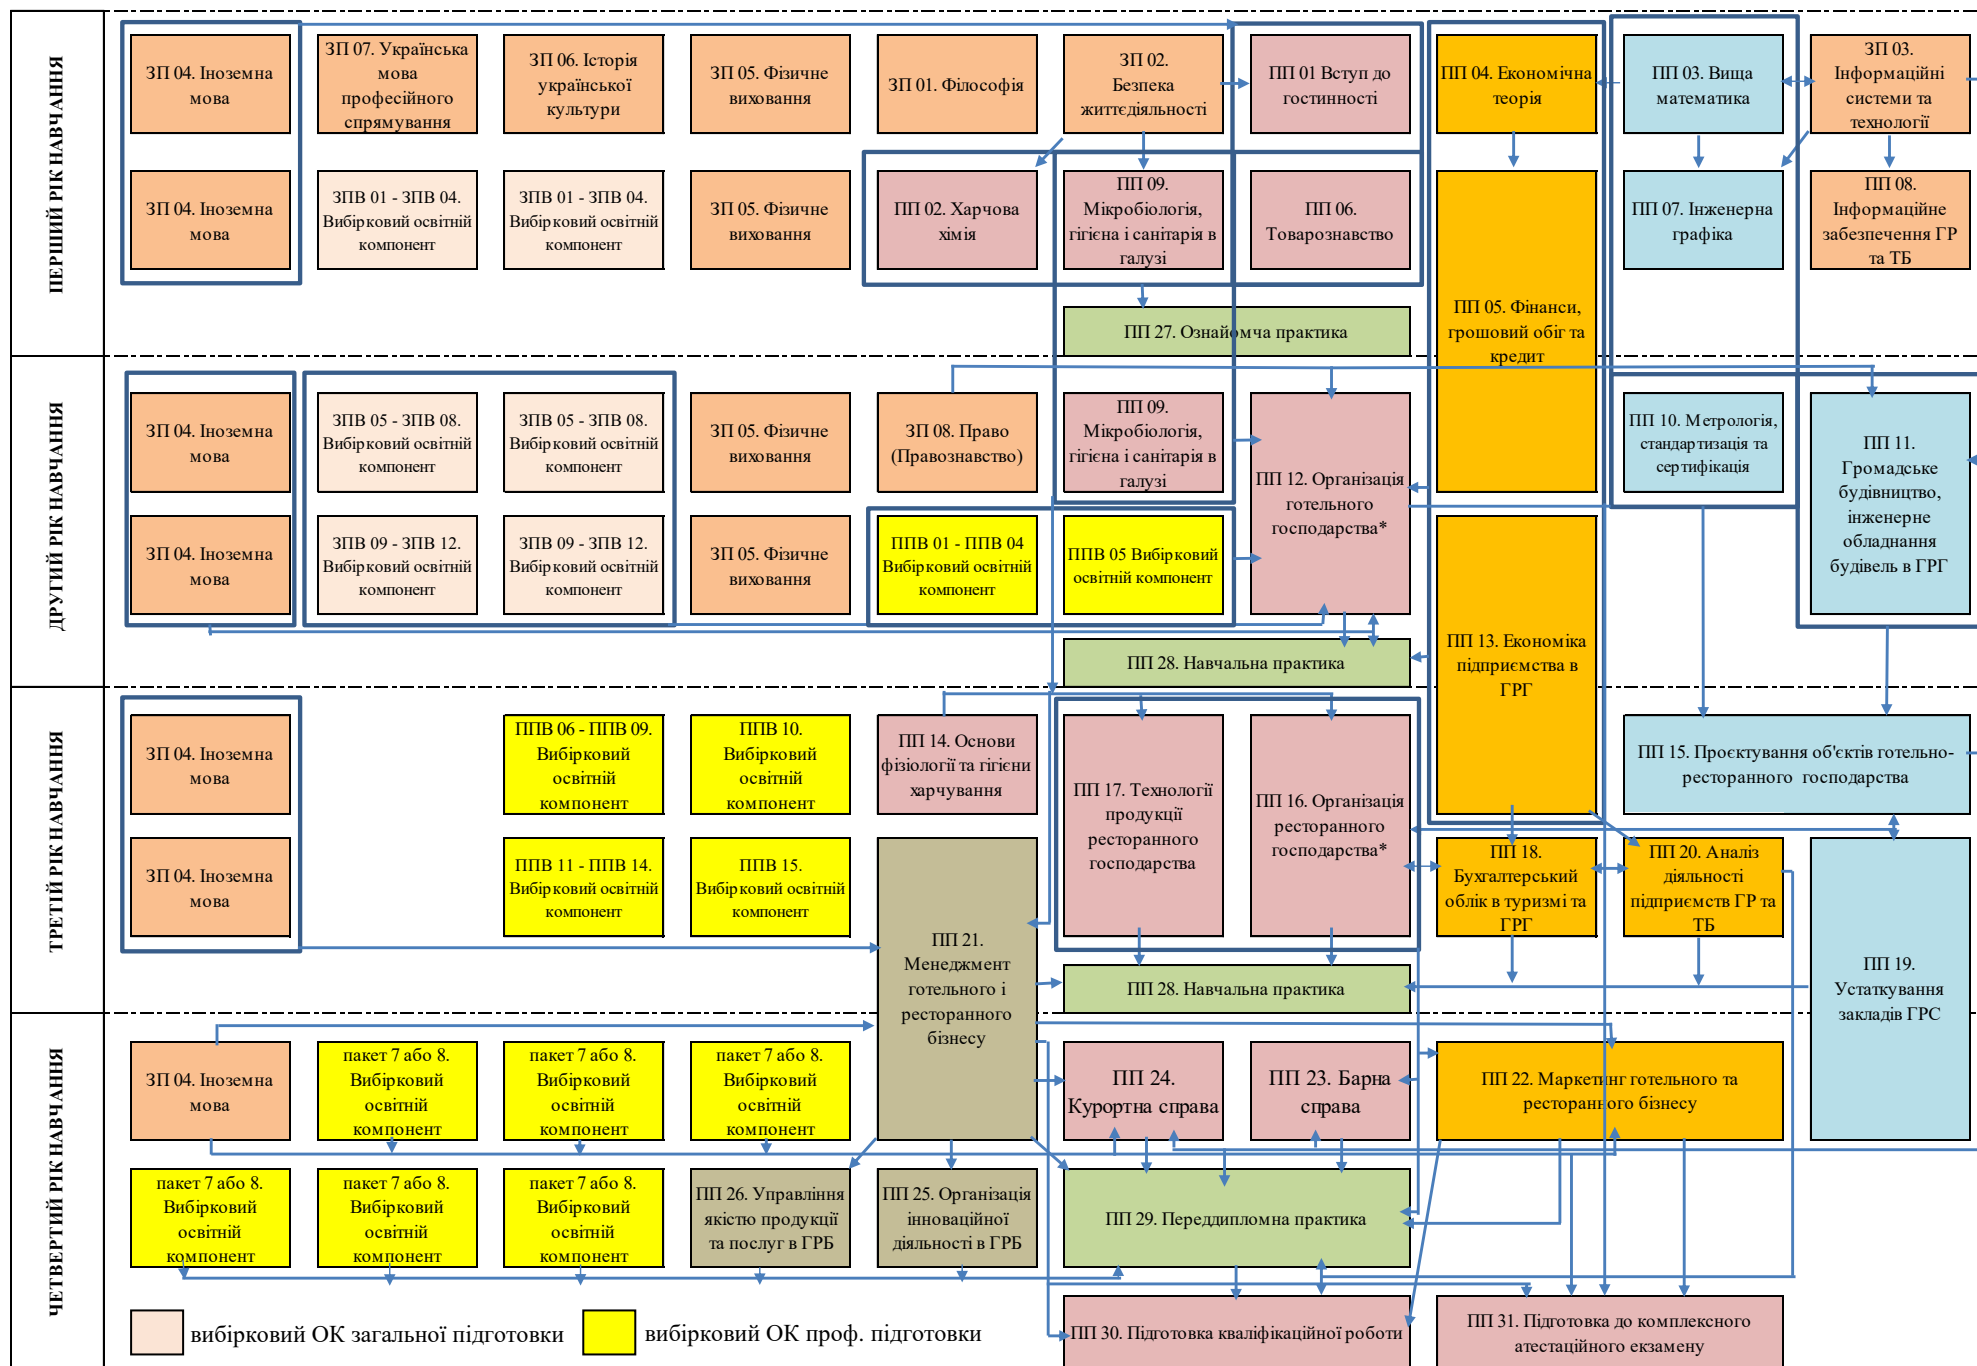 ПЕРШИЙ РІК НАВЧАННЯ
ЗП 04. Іноземна
мова
ЗП 07. Українська
мова
професійного
спрямування
ЗП 06. Історія
української
культури
ЗП 05. Фізичне
виховання
ЗП 01. Філософія
ЗП 02.
Безпека
життєдіяльності
ПП 01 Вступ до
гостинності
ПП 04. Економічна
теорія
ПП 03. Вища
математика
ЗП 03.
Інформаційні
системи та
технології
ЗП 04. Іноземна
мова
ЗПВ 01 - ЗПВ 04.
Вибірковий освітній
компонент
ЗПВ 01 - ЗПВ 04.
Вибірковий освітній
компонент
ЗП 05. Фізичне
виховання
ПП 02. Харчова
хімія
ПП 09.
Мікробіологія,
гігієна і санітарія в
галузі
ПП 06.
Товарознавство
ПП 05. Фінанси,
грошовий обіг та
кредит
ПП 07. Інженерна
графіка
ПП 08.
Інформаційне
забезпечення ГР
та ТБ
ПП 27. Ознайомча практика
ДРУГИЙ РІК НАВЧАННЯ
ЗП 04. Іноземна
мова
ЗПВ 05 - ЗПВ 08.
Вибірковий освітній
компонент
ЗПВ 05 - ЗПВ 08.
Вибірковий освітній
компонент
ЗП 05. Фізичне
виховання
ЗП 08. Право
(Правознавство)
ПП 09.
Мікробіологія,
гігієна і санітарія в
галузі
ПП 12. Організація
готельного
господарства*
ПП 10. Метрологія,
стандартизація та
сертифікація
ПП 11.
Громадське
будівництво,
інженерне
обладнання
будівель в ГРГ
ЗП 04. Іноземна
мова
ЗПВ 09 - ЗПВ 12.
Вибірковий освітній
компонент
ЗПВ 09 - ЗПВ 12.
Вибірковий освітній
компонент
ЗП 05. Фізичне
виховання
ППВ 01 - ППВ 04
Вибірковий освітній
компонент
ППВ 05 Вибірковий
освітній компонент
ПП 13. Економіка
підприємства в
ГРГ
ПП 28. Навчальна практика
ТРЕТІЙ РІК НАВЧАННЯ
ЗП 04. Іноземна
мова
ППВ 06 - ППВ 09.
Вибірковий
освітній
компонент
ППВ 10.
Вибірковий
освітній
компонент
ПП 14. Основи
фізіології та гігієни
харчування
ПП 17. Технології
продукції
ресторанного
господарства
ПП 16. Організація
ресторанного
господарства*
ПП 15. Проєктування об'єктів готельно-
ресторанного господарства
ЗП 04. Іноземна
мова
ППВ 11 - ППВ 14.
Вибірковий освітній
компонент
ППВ 15.
Вибірковий освітній
компонент
ПП 21.
Менеджмент
готельного і
ресторанного
бізнесу
ПП 18.
Бухгалтерський
облік в туризмі та
ГРГ
ПП 20. Аналіз
діяльності
підприємств ГР та
ТБ
ПП 19.
Устаткування
закладів ГРС
ПП 28. Навчальна практика
ЧЕТВЕРТИЙ РІК НАВЧАННЯ
ЗП 04. Іноземна
мова
пакет 7 або 8.
Вибірковий
освітній
компонент
пакет 7 або 8.
Вибірковий
освітній
компонент
пакет 7 або 8.
Вибірковий
освітній
компонент
ПП 24.
Курортна справа
ПП 23. Барна
справа
ПП 22. Маркетинг готельного та
ресторанного бізнесу
пакет 7 або 8.
Вибірковий
освітній
компонент
пакет 7 або 8.
Вибірковий
освітній
компонент
пакет 7 або 8.
Вибірковий
освітній
компонент
ПП 26. Управління
якістю продукції
та послуг в ГРБ
ПП 25. Організація
інноваційної
діяльності в ГРБ
ПП 29. Переддипломна практика
вибірковий ОК загальної підготовки
вибірковий ОК проф. підготовки
ПП 30. Підготовка кваліфікаційної роботи
ПП 31. Підготовка до комплексного
атестаційного екзамену